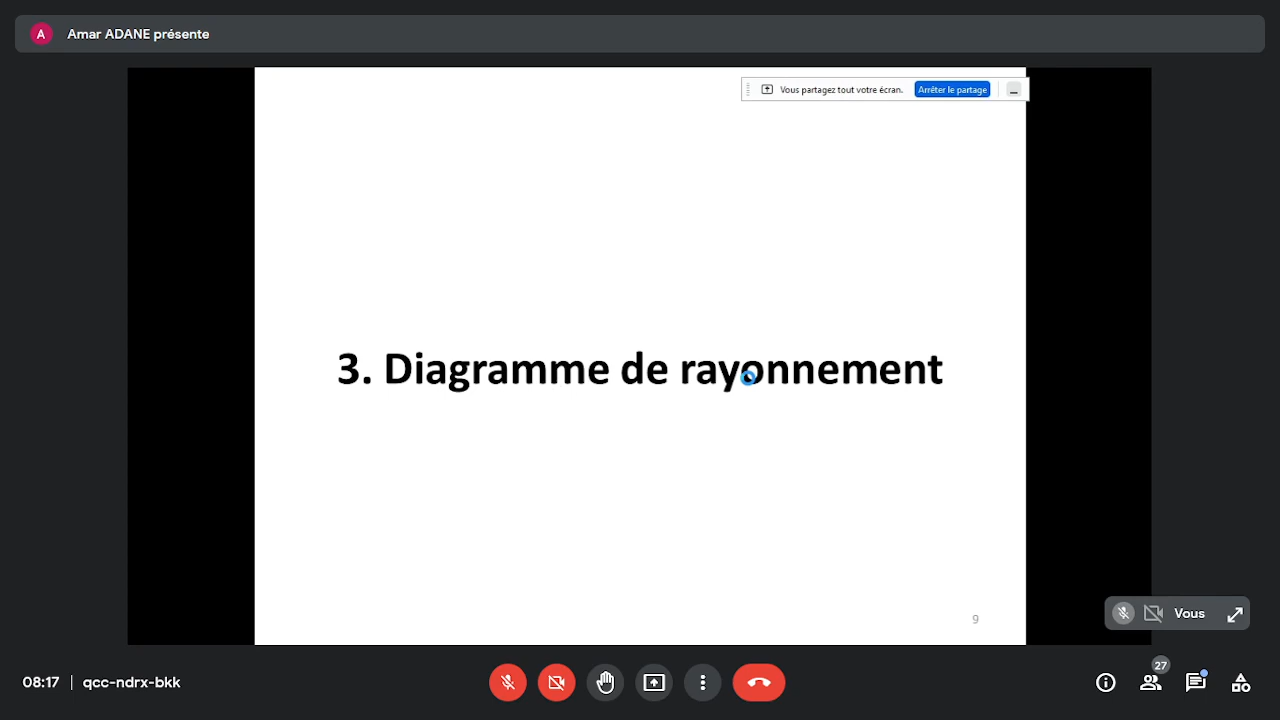 A Amar ADANE présente
Vous partagez tout votre écran. Arrêter le partage
3. Diagramme de rayonnement
9
Vous
27
08:17 | qcc-ndrx-bkk